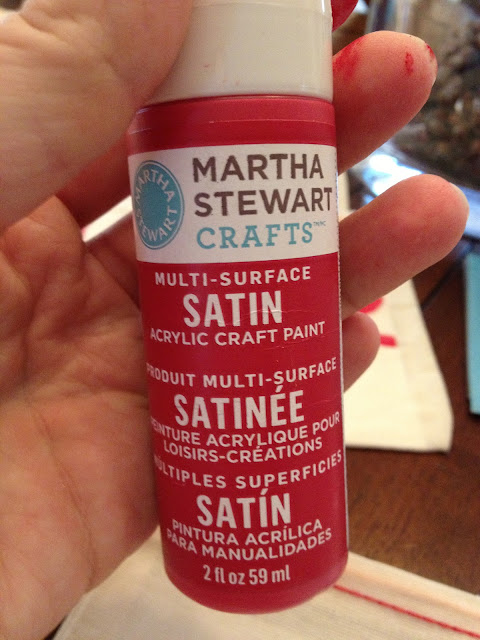 MARTHA
STEWART
MARTHA
STEWART
CRAFTS
MULTI-SURFACE
SATIN
ACRYLIC CRAFT PAINT
PRODUIT MULTI-SURFACE
SATINÉE
PEINTURE ACRYLIQUE POUR
LOISIRS-CRÉATIONS
MÚLTIPLES SUPERFICIES
SATÍN
PINTURA ACRÍLICA
PARA MANUALIDADES
2 fl oz 59 ml